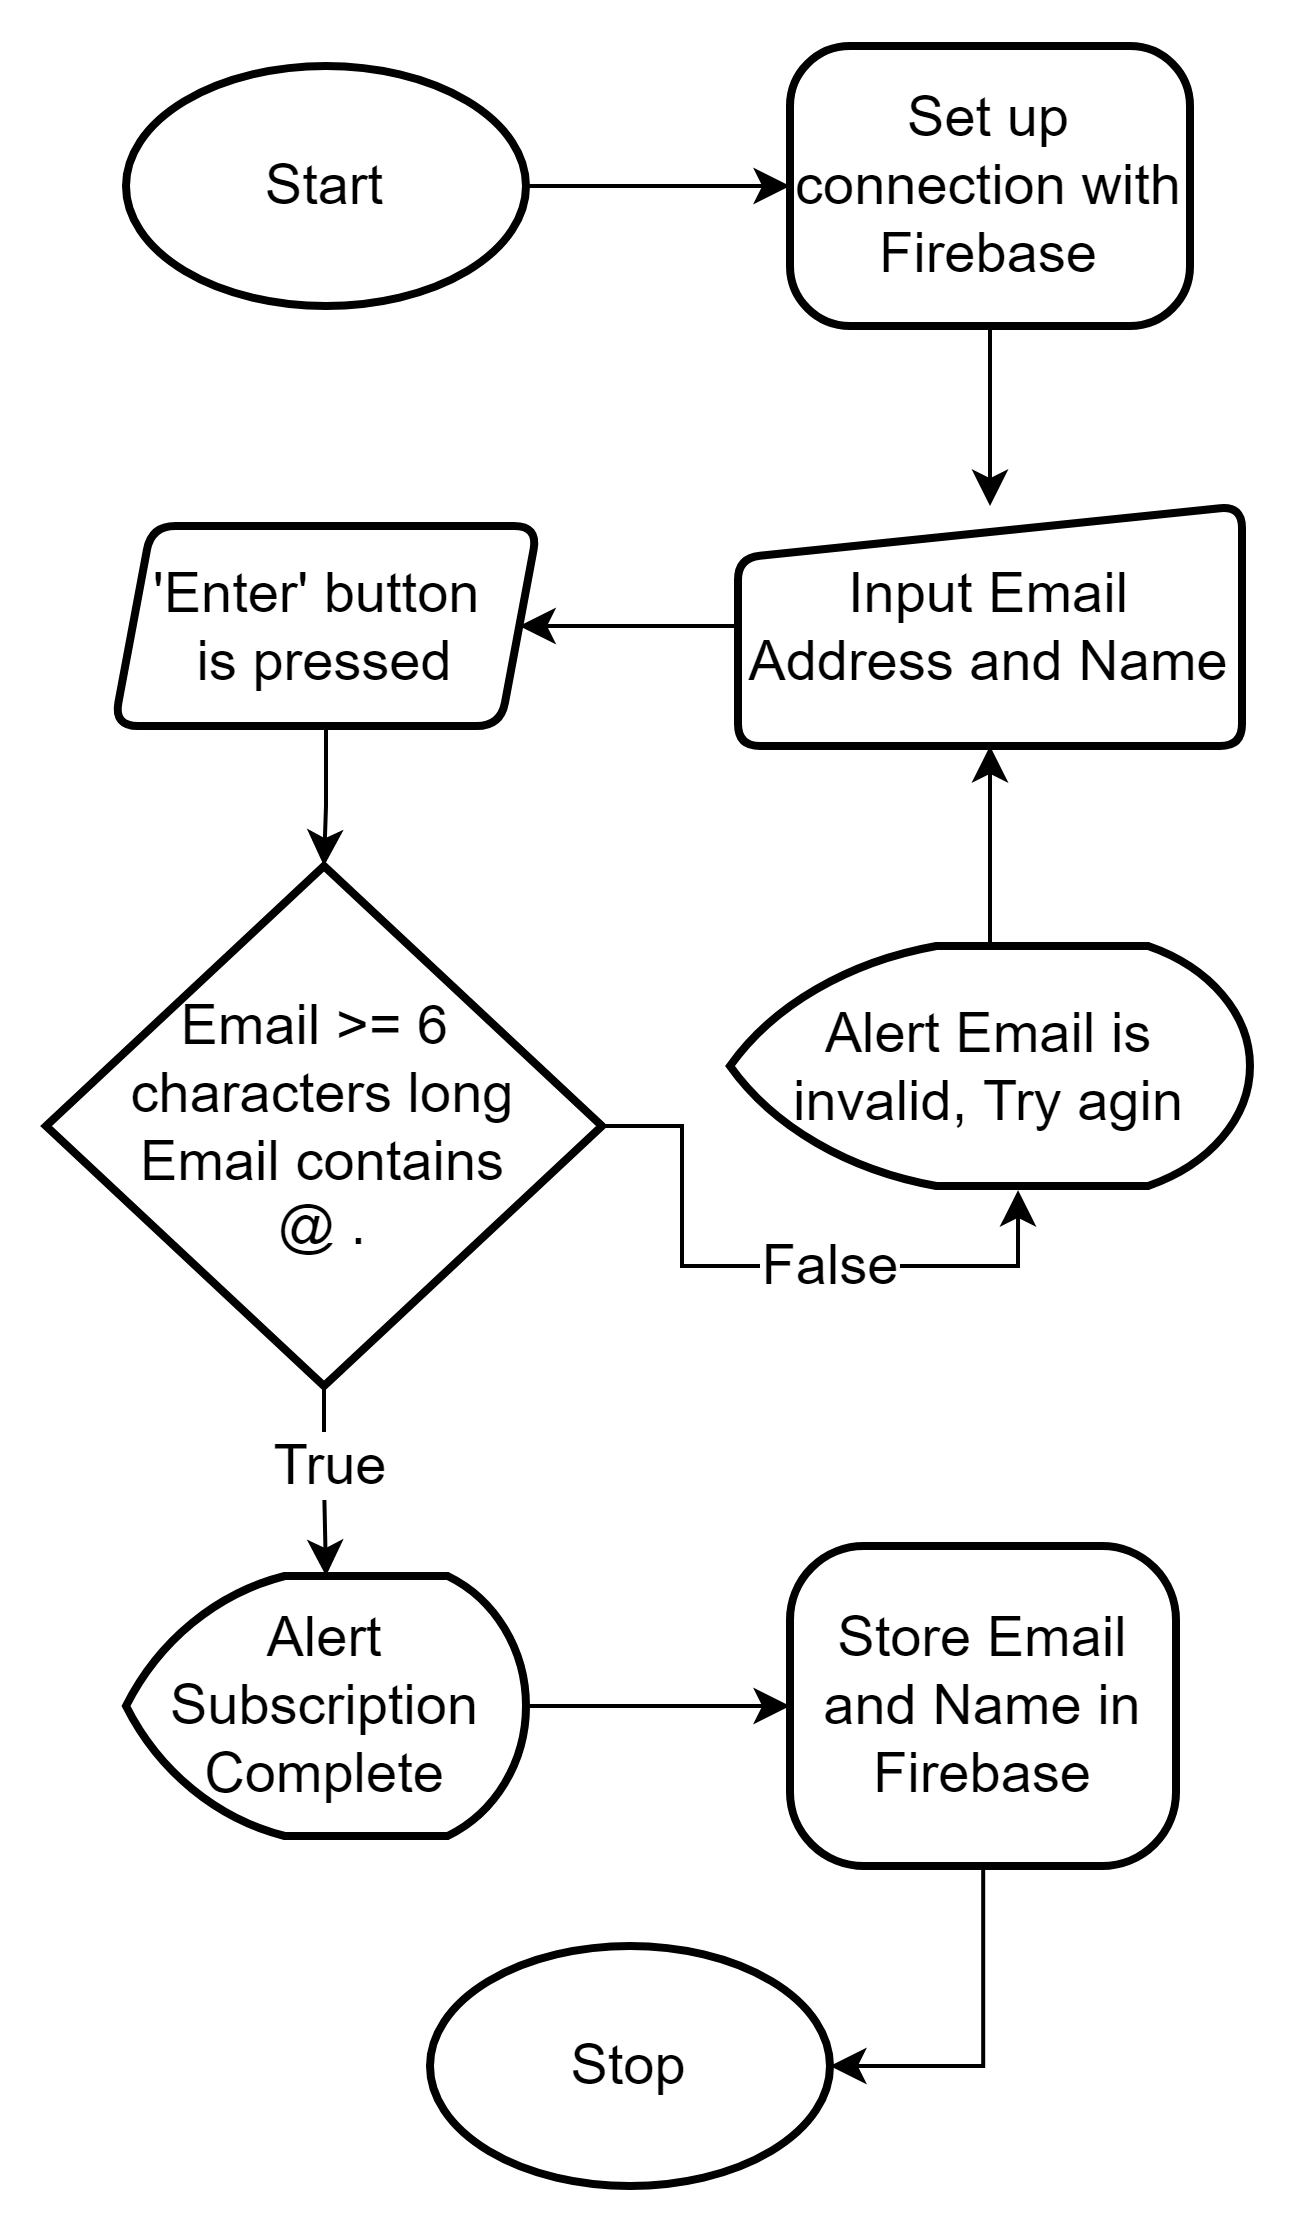 Start
Set up
connection with
Firebase
Input Email
Address and Name
'Enter' button
is pressed
Email >= 6
characters long
Email contains
@ .
False
Alert Email is
invalid, Try agin
True
Alert
Subscription
Complete
Store Email
and Name in
Firebase
Stop